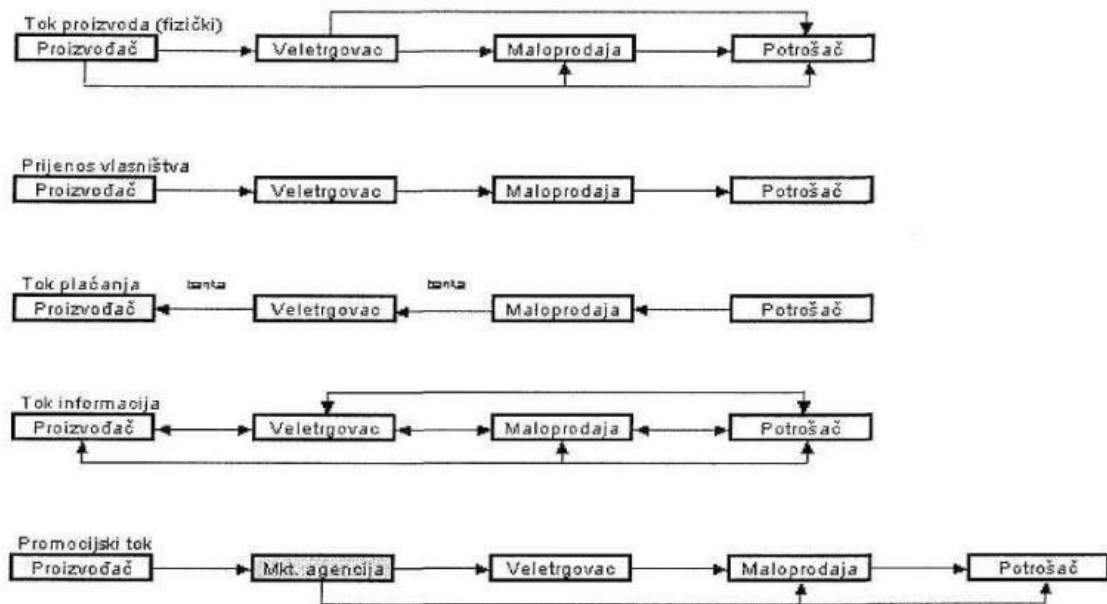 Tok proizvoda (fizički)
Proizvođač Veletrgovac Maloprodaja Potrošač
Prijenos vlasništva
Proizvođač Veletrgovac Maloprodaja Potrošač
Tok plaćanja banka banka
Proizvođač Veletrgovac Maloprodaja Potrošač
Tok informacija
Proizvođač Veletrgovac Maloprodaja Potrošač
Promocijski tok
Proizvođač Mkt. agencija Veletrgovac Maloprodaja Potrošač